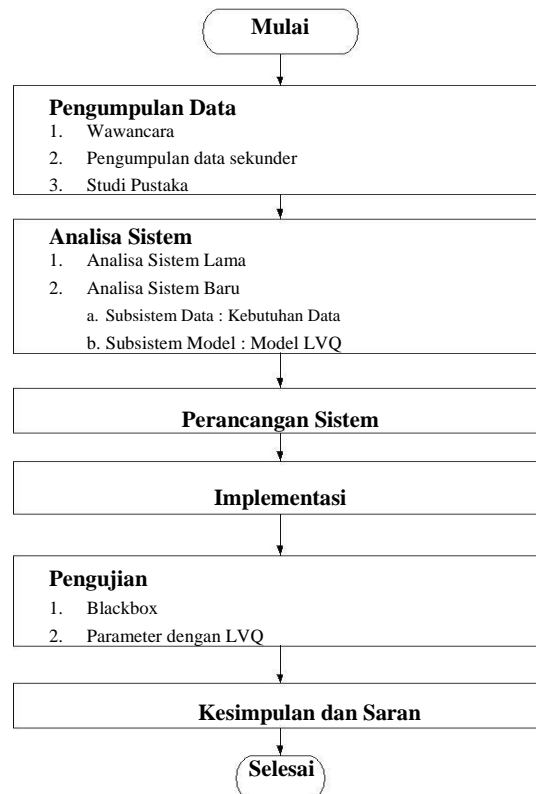 Mulai
Pengumpulan Data
1. Wawancara
2. Pengumpulan data sekunder
3. Studi Pustaka
Analisa Sistem
1. Analisa Sistem Lama
2. Analisa Sistem Baru
a. Subsistem Data : Kebutuhan Data
b. Subsistem Model : Model LVQ
Perancangan Sistem
Implementasi
Pengujian
1. Blackbox
2. Parameter dengan LVQ
Kesimpulan dan Saran
Selesai